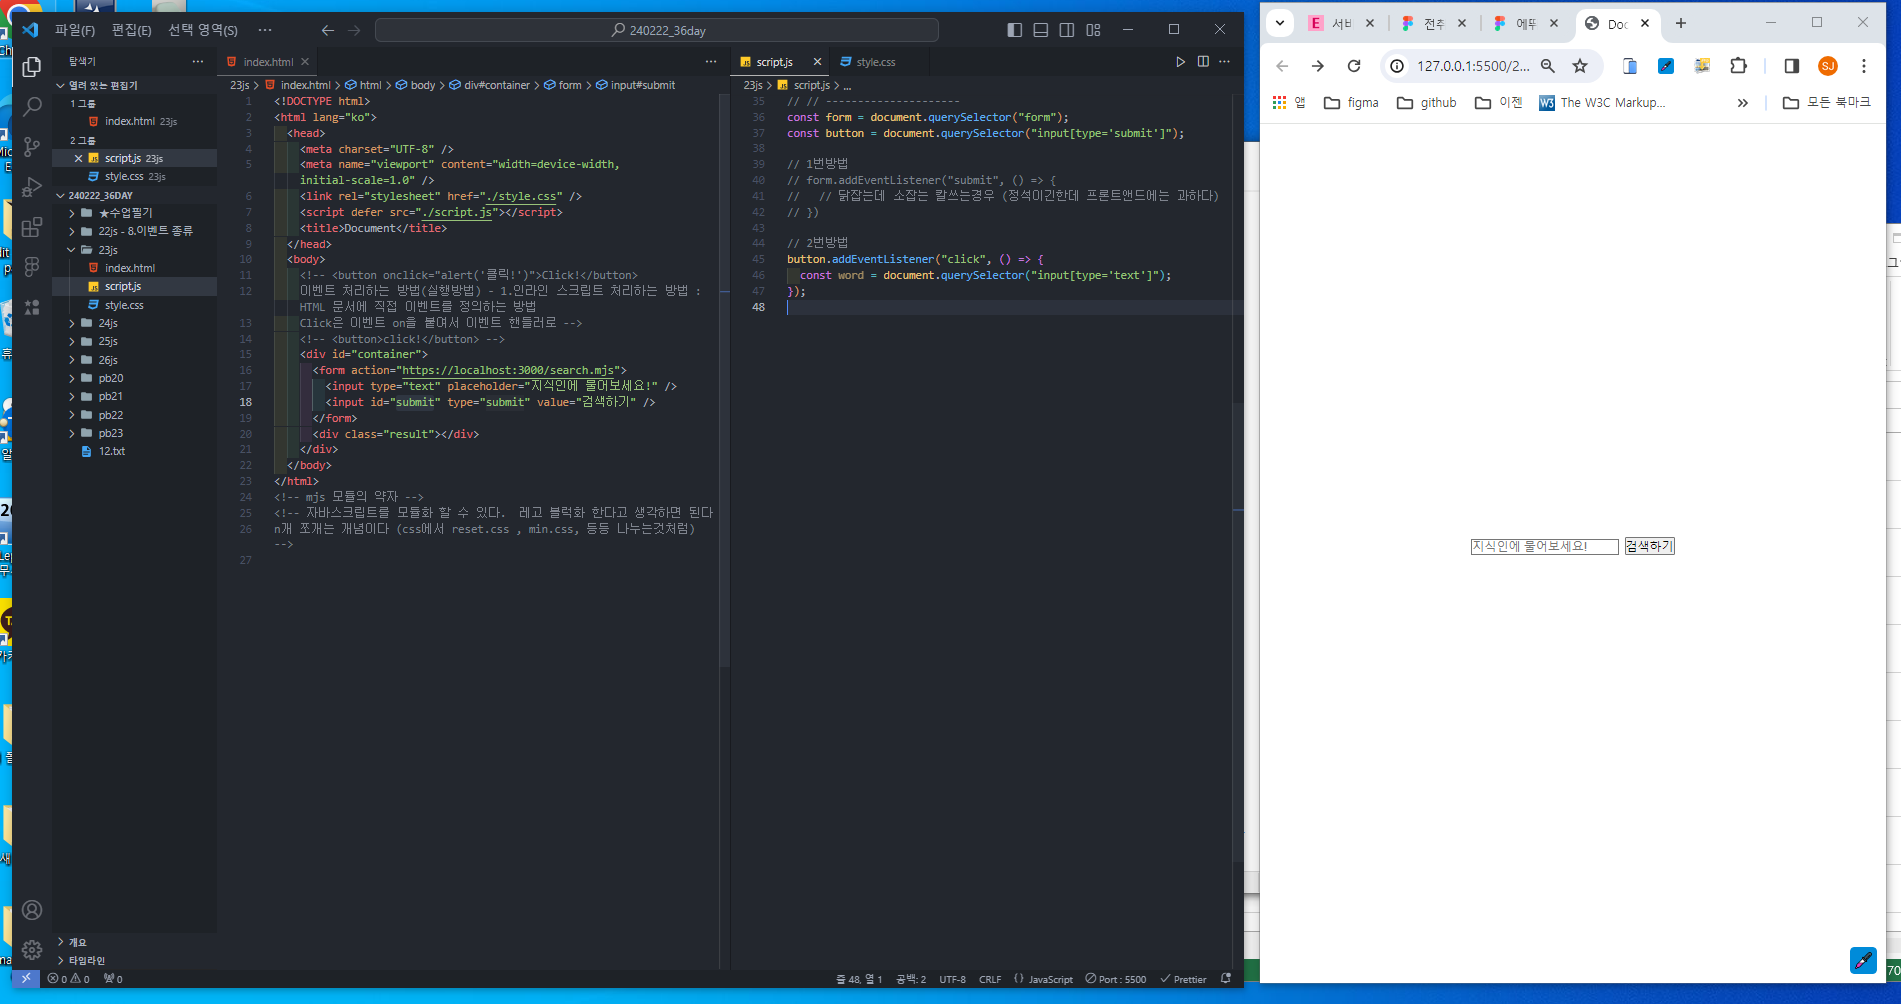 파일(F) 편집(E) 선택 영역(S) ···
240222_36day
탐색기
열려 있는 편집기
1 그룹
index.html 23js
2 그룹
script.js 23js
style.css 23js
240222_36DAY
★수업필기
22js - 8.이벤트 종류
23js
index.html
script.js
style.css
24js
25js
26js
pb20
pb21
pb22
pb23
12.txt
개요
타임라인
index.html
23js > index.html > html > body > div#container > form > input#submit
1 <!DOCTYPE html>
2 <html lang="ko">
3 <head>
4 <meta charset="UTF-8" />
5 <meta name="viewport" content="width=device-width,
initial-scale=1.0" />
6 <link rel="stylesheet" href="./style.css" />
7 <script defer src="./script.js"></script>
8 <title>Document</title>
9 </head>
10 <body>
11 <!-- <button onclick="alert('클릭!')">Click!</button>
12 이벤트 처리하는 방법(실행방법) - 1.인라인 스크립트 처리하는 방법 :
HTML 문서에 직접 이벤트를 정의하는 방법
13 Click은 이벤트 on을 붙여서 이벤트 핸들러로 -->
14 <!-- <button>click!</button> -->
15 <div id="container">
16 <form action="https://localhost:3000/search.mjs">
17 <input type="text" placeholder="지식인에 물어보세요!" />
18 <input id="submit" type="submit" value="검색하기" />
19 </form>
20 <div class="result"></div>
21 </div>
22 </body>
23 </html>
24 <!-- mjs 모듈의 약자 -->
25 <!-- 자바스크립트를 모듈화 할 수 있다. 레고 블럭화 한다고 생각하면 된다
26 n개 쪼개는 개념이다 (css에서 reset.css , min.css, 등등 나누는것처럼)
-->
27
script.js
style.css
23js > script.js > ...
35 // // ---------------------
36 const form = document.querySelector("form");
37 const button = document.querySelector("input[type='submit']");
38
39 // 1번방법
40 // form.addEventListener("submit", () => {
41 //   // 닭잡는데 소잡는 칼쓰는경우 (정석이긴한데 프론트앤드에는 과하다)
42 // })
43
44 // 2번방법
45 button.addEventListener("click", () => {
46 const word = document.querySelector("input[type='text']");
47 });
48
0 0 0
줄 48, 열 1 공백: 2 UTF-8 CRLF {} JavaScript Port : 5500 Prettier
E 서비 전주 에뚜 Doc
127.0.0.1:5500/2...
SJ
앱 figma github 이젠 W3 The W3C Markup... » 모든 북마크
지식인에 물어보세요! 검색하기
70